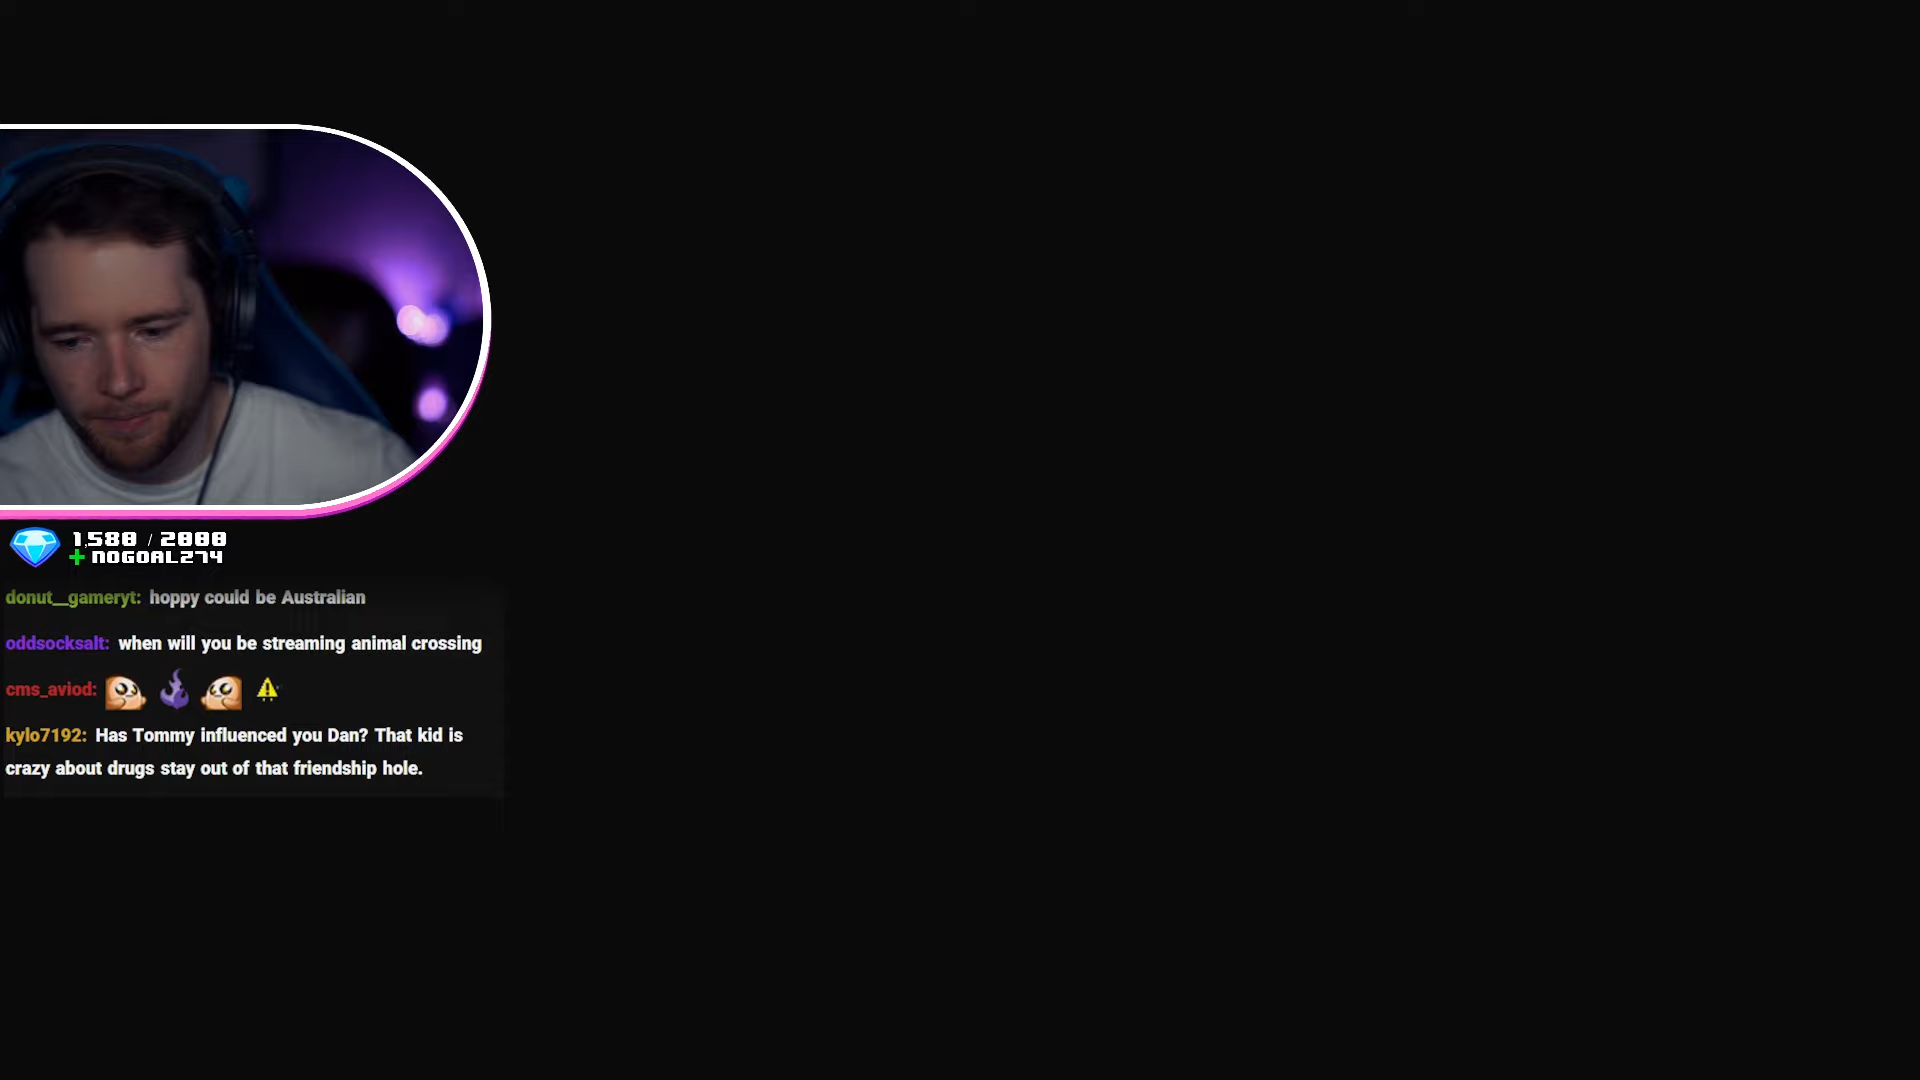 1,580 / 2000
+ NOGOAL274
donut__gameryt: hoppy could be Australian
oddsocksalt: when will you be streaming animal crossing
cms_aviod:
kylo7192: Has Tommy influenced you Dan? That kid is
crazy about drugs stay out of that friendship hole.